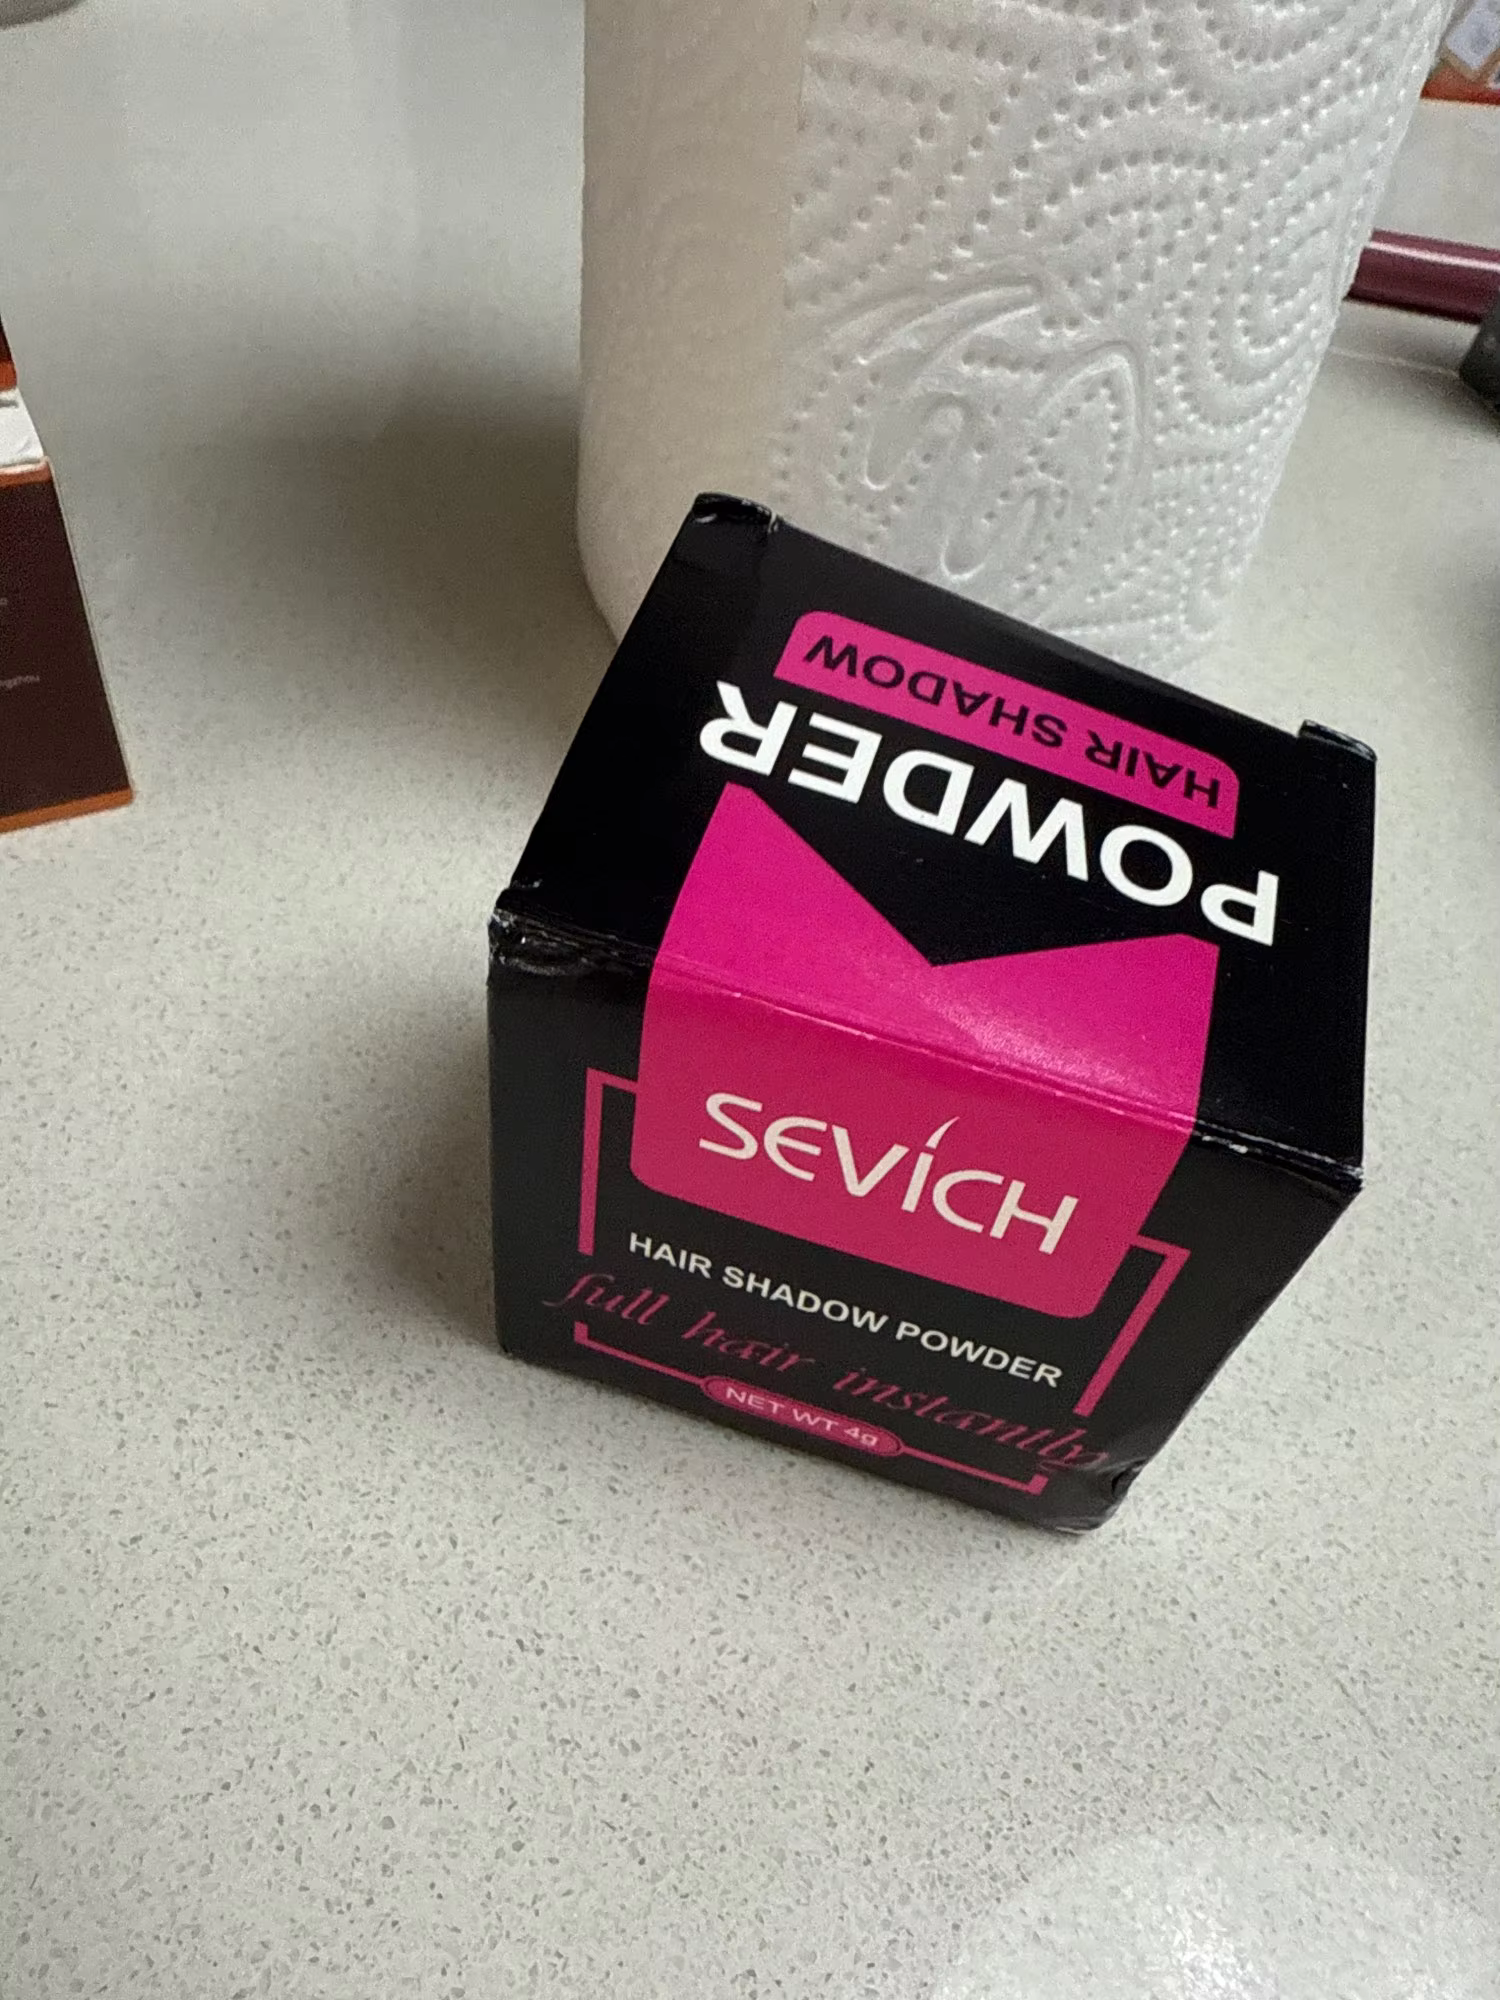 HAIR SHADOW
POWDER
SEVICH
HAIR SHADOW POWDER
full hair instantly
NET WT 4g